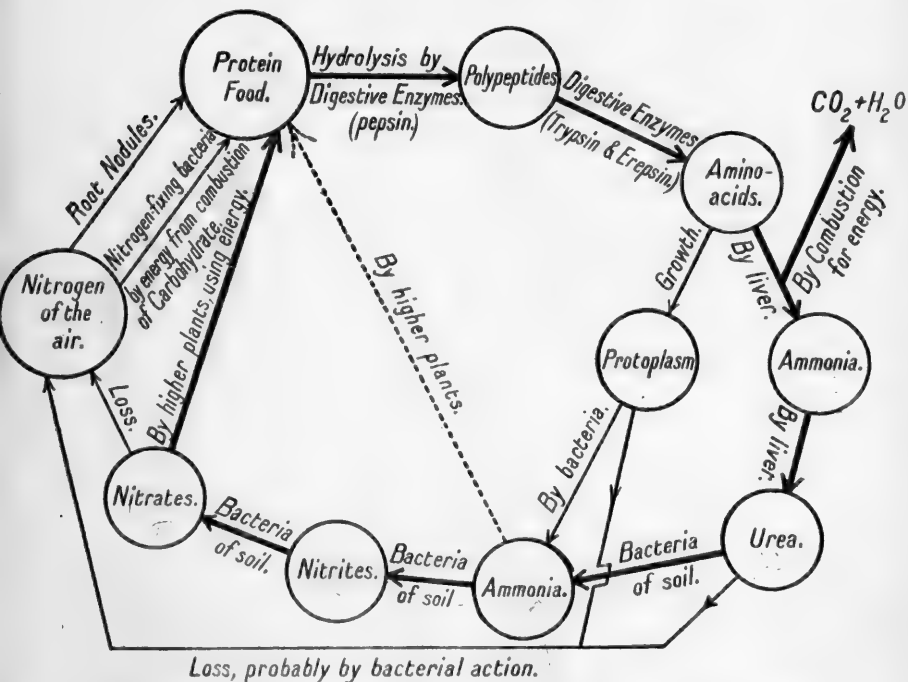 Protein
Food.
Hydrolysis by
Digestive Enzymes.
(pepsin.)
Polypeptides
Digestive Enzymes
(Trypsin & Erepsin.)
CO₂+H₂O
Amino-
acids.
By Combustion
for energy.
Root Nodules.
Nitrogen-fixing bacteria
by energy from combustion
of Carbohydrate.
By higher plants, using energy.
Nitrogen
of the
air.
By higher plants.
Growth.
By liver.
Protoplasm
Ammonia.
Loss.
By bacteria.
By liver.
Nitrates.
Bacteria
of soil.
Nitrites.
Bacteria
of soil
Ammonia.
Bacteria
of soil.
Urea.
Loss, probably by bacterial action.